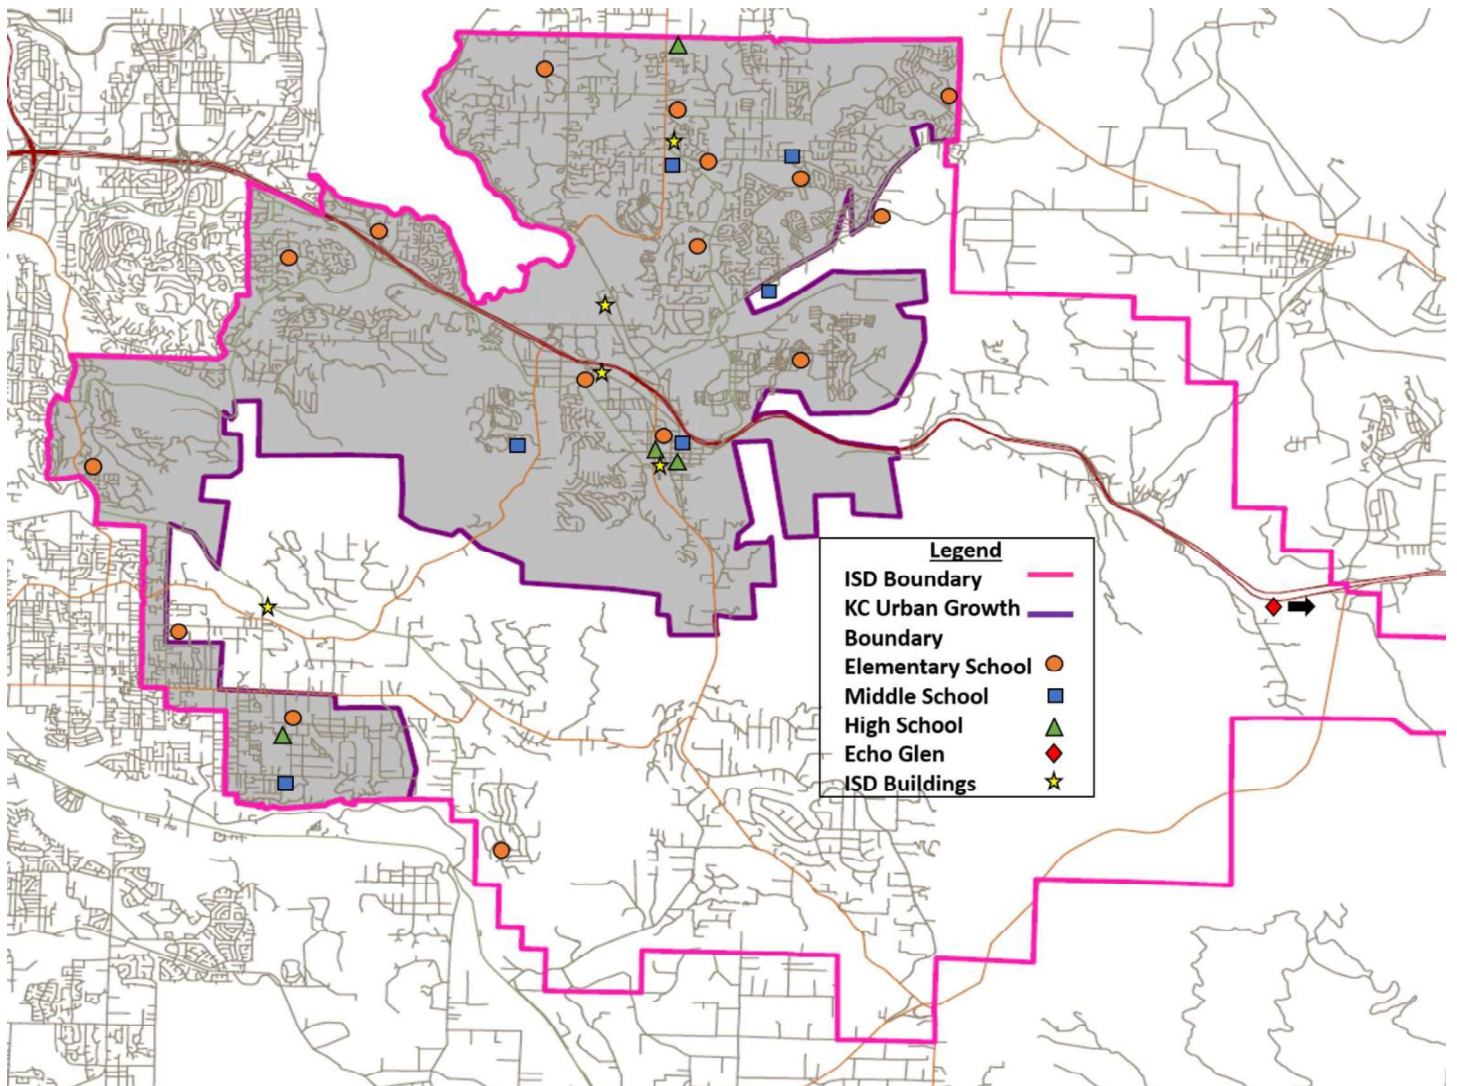 Legend
ISD Boundary
KC Urban Growth
Boundary
Elementary School
Middle School
High School
Echo Glen
ISD Buildings